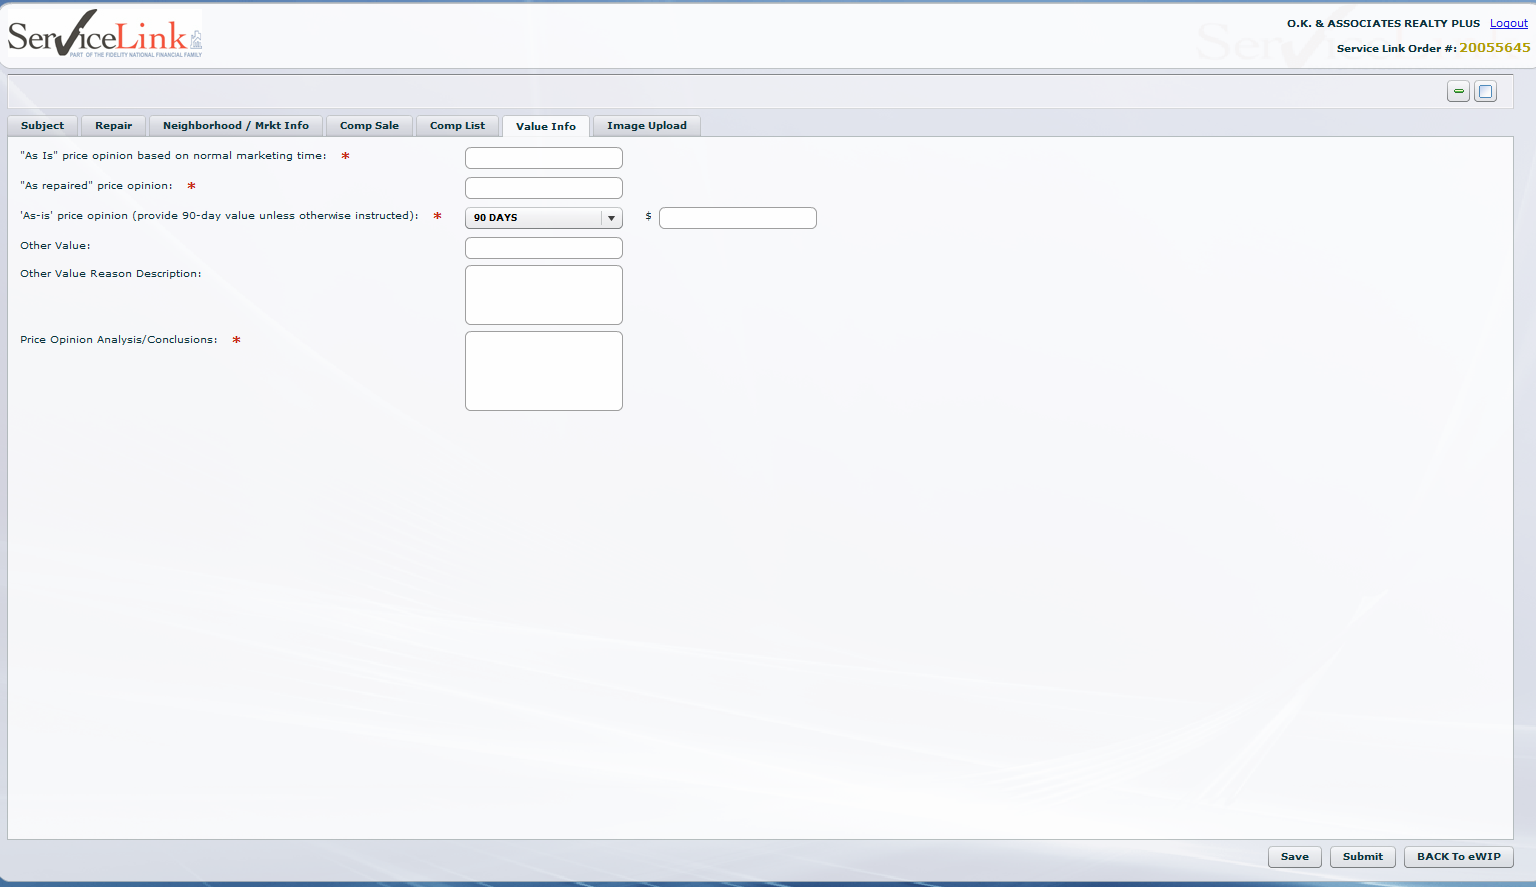 ServiceLink
PART OF THE FIDELITY NATIONAL FINANCIAL FAMILY
O.K. & ASSOCIATES REALTY PLUS Logout
Service Link Order #: 20055645
Subject Repair Neighborhood / Mrkt Info Comp Sale Comp List Value Info Image Upload
"As Is" price opinion based on normal marketing time: *
"As repaired" price opinion: *
'As-is' price opinion (provide 90-day value unless otherwise instructed): * 90 DAYS $
Other Value:
Other Value Reason Description:
Price Opinion Analysis/Conclusions: *
Save Submit BACK To eWIP